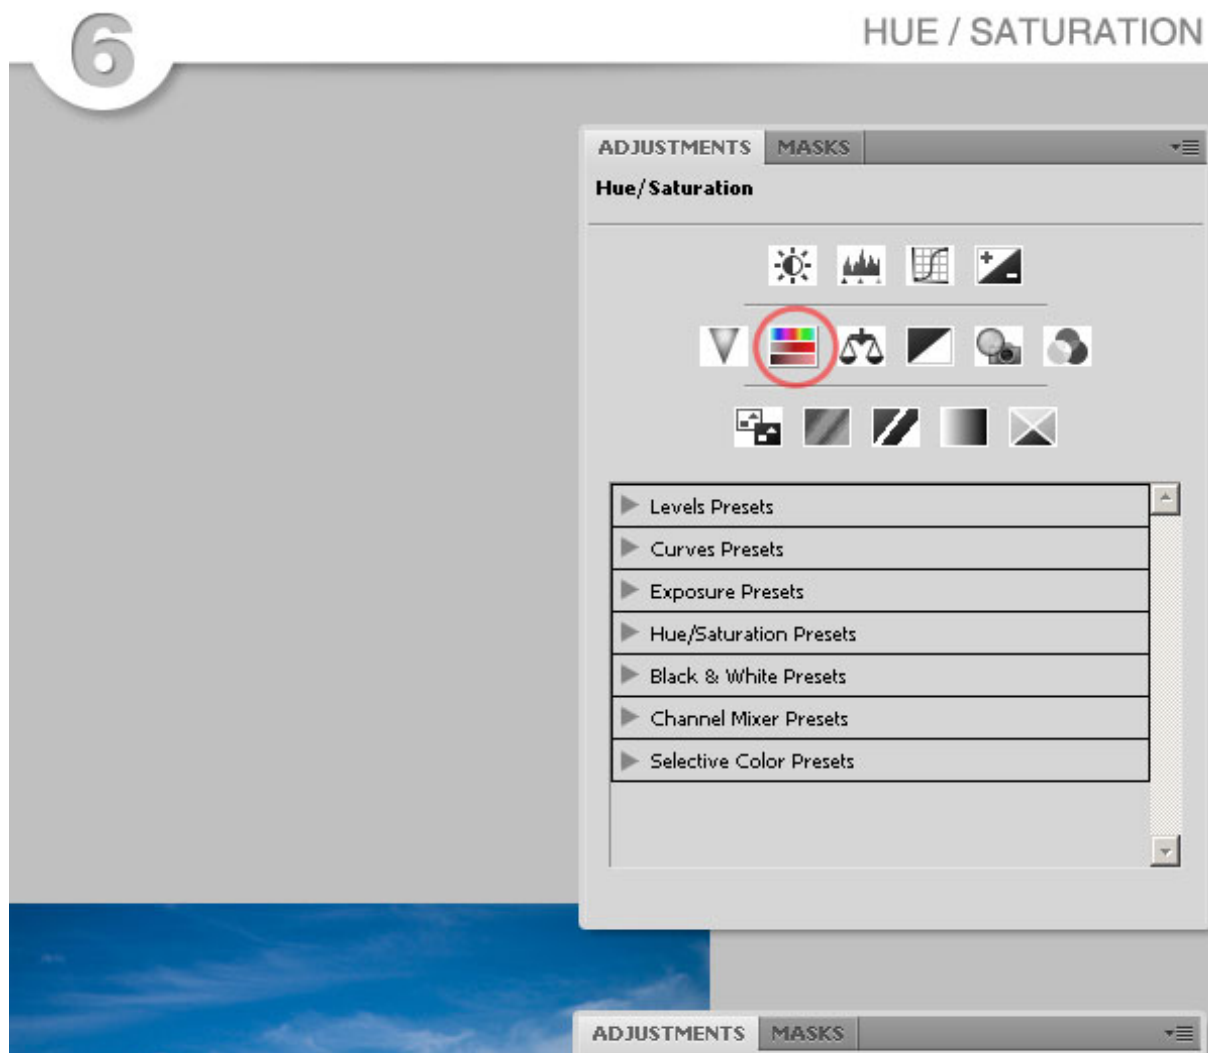 6
HUE / SATURATION
ADJUSTMENTS MASKS
Hue/Saturation
Levels Presets
Curves Presets
Exposure Presets
Hue/Saturation Presets
Black & White Presets
Channel Mixer Presets
Selective Color Presets
ADJUSTMENTS MASKS